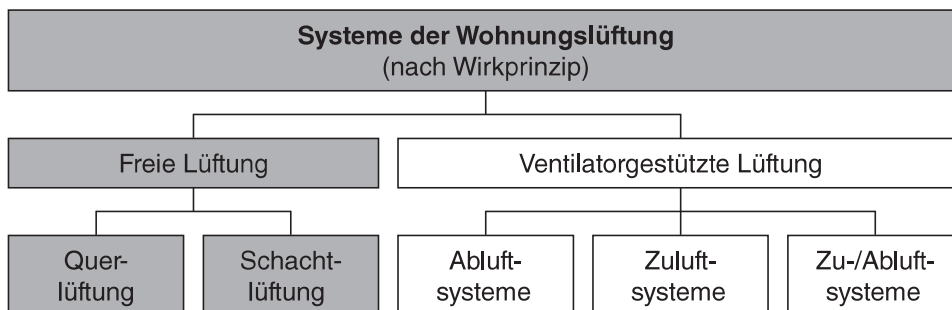 Systeme der Wohnungslüftung
(nach Wirkprinzip)
Freie Lüftung
Ventilatorgestützte Lüftung
Quer-
lüftung
Schacht-
lüftung
Abluft-
systeme
Zuluft-
systeme
Zu-/Abluft-
systeme